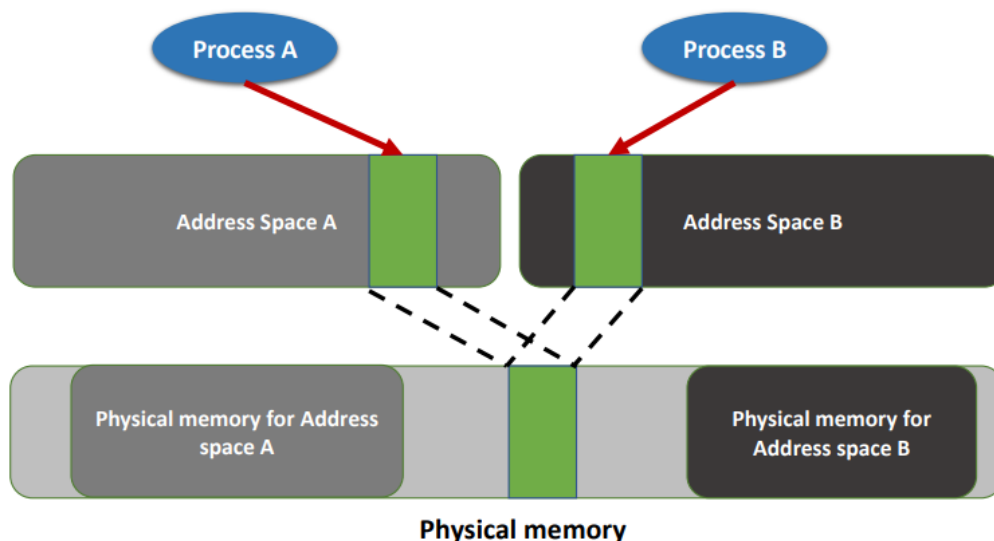 Process A
Process B
Address Space A
Address Space B
Physical memory for Address
space A
Physical memory for
Address space B
Physical memory